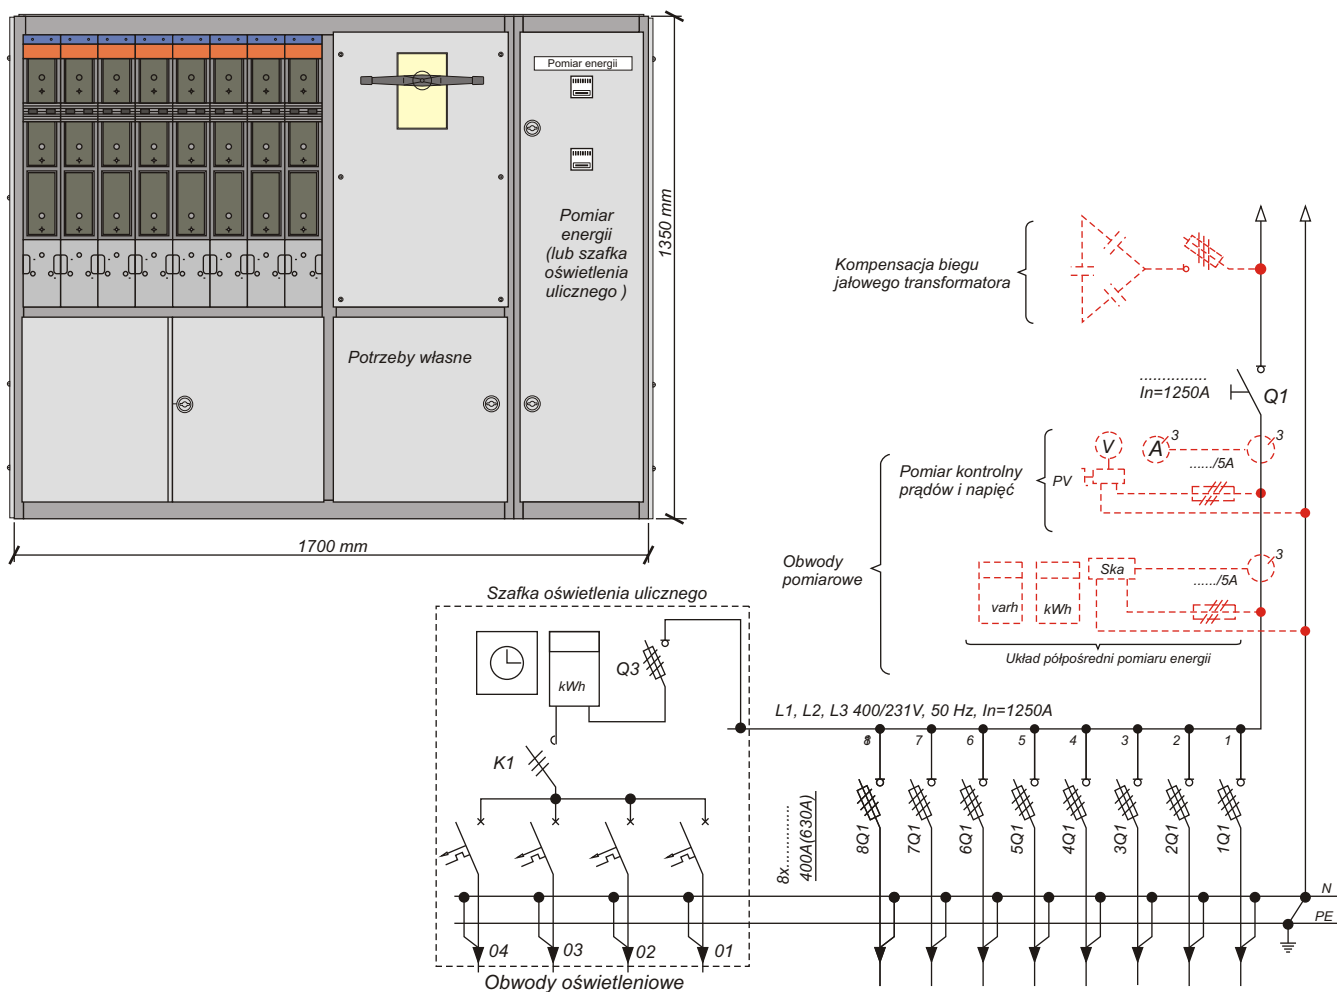 Pomiar energii
Pomiar
energii
(lub szafka
oświetlenia
ulicznego )
1350 mm
Potrzeby własne
1700 mm
Kompensacja biegu
jałowego transformatora
..............
In=1250A
Q1
Pomiar kontrolny
prądów i napięć
PV
V
A
3
3
....../5A
Obwody
pomiarowe
varh
kWh
Ska
3
....../5A
Układ półpośredni pomiaru energii
Szafka oświetlenia ulicznego
kWh
Q3
K1
L1, L2, L3 400/231V, 50 Hz, In=1250A
8 7 6 5 4 3 2 1
8x..........
400A(630A)
8Q1 7Q1 6Q1 5Q1 4Q1 3Q1 2Q1 1Q1
N
PE
04 03 02 01
Obwody oświetleniowe